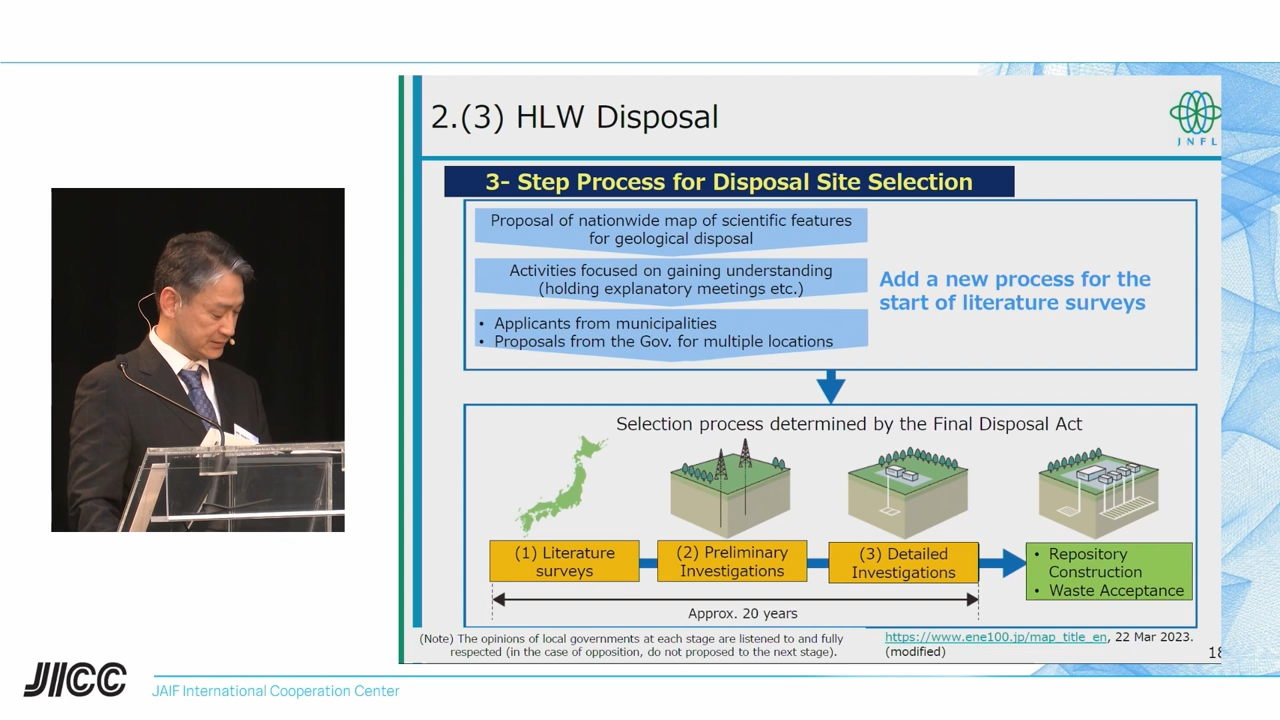 2.(3) HLW Disposal
JNFL
3- Step Process for Disposal Site Selection
Proposal of nationwide map of scientific features
for geological disposal
Activities focused on gaining understanding
(holding explanatory meetings etc.)
• Applicants from municipalities
• Proposals from the Gov. for multiple locations
Add a new process for the
start of literature surveys
Selection process determined by the Final Disposal Act
(1) Literature
surveys
(2) Preliminary
Investigations
(3) Detailed
Investigations
• Repository
Construction
• Waste Acceptance
Approx. 20 years
(Note) The opinions of local governments at each stage are listened to and fully
respected (in the case of opposition, do not proposed to the next stage).
https://www.ene100.jp/map_title_en, 22 Mar 2023.
(modified)
18
JICC
JAIF International Cooperation Center